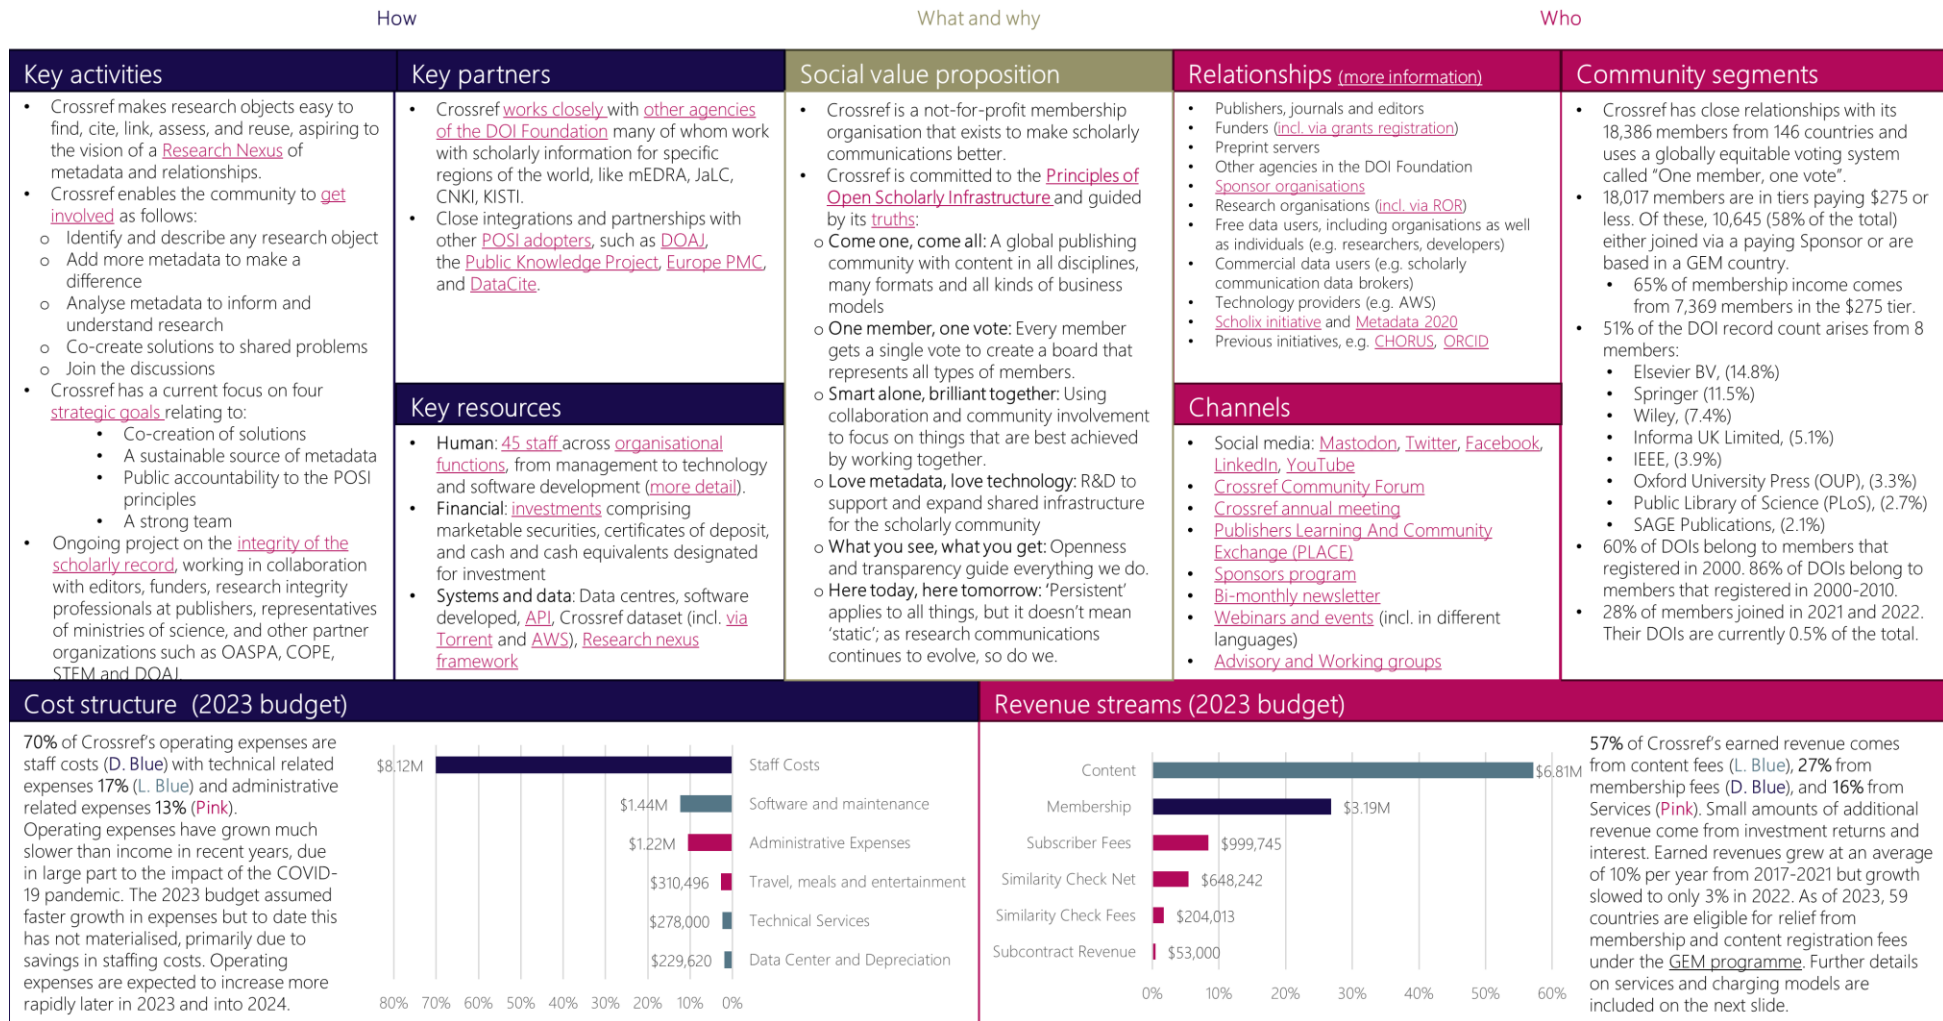 How
What and why
Who
Key activities
• Crossref makes research objects easy to
find, cite, link, assess, and reuse, aspiring to
the vision of a Research Nexus of
metadata and relationships.
• Crossref enables the community to get
involved as follows:
o Identify and describe any research object
o Add more metadata to make a
difference
o Analyse metadata to inform and
understand research
o Co-create solutions to shared problems
o Join the discussions
• Crossref has a current focus on four
strategic goals relating to:
• Co-creation of solutions
• A sustainable source of metadata
• Public accountability to the POSI
principles
• A strong team
• Ongoing project on the integrity of the
scholarly record, working in collaboration
with editors, funders, research integrity
professionals at publishers, representatives
of ministries of science, and other partner
organizations such as OASPA, COPE,
STEM and DOAJ.
Key partners
• Crossref works closely with other agencies
of the DOI Foundation many of whom work
with scholarly information for specific
regions of the world, like mEDRA, JaLC,
CNKI, KISTI.
• Close integrations and partnerships with
other POSI adopters, such as DOAJ,
the Public Knowledge Project, Europe PMC,
and DataCite.
Key resources
• Human: 45 staff across organisational
functions, from management to technology
and software development (more detail).
• Financial: investments comprising
marketable securities, certificates of deposit,
and cash and cash equivalents designated
for investment
• Systems and data: Data centres, software
developed, API, Crossref dataset (incl. via
Torrent and AWS), Research nexus
framework
Social value proposition
• Crossref is a not-for-profit membership
organisation that exists to make scholarly
communications better.
• Crossref is committed to the Principles of
Open Scholarly Infrastructure and guided
by its truths:
o Come one, come all: A global publishing
community with content in all disciplines,
many formats and all kinds of business
models
o One member, one vote: Every member
gets a single vote to create a board that
represents all types of members.
o Smart alone, brilliant together: Using
collaboration and community involvement
to focus on things that are best achieved
by working together.
o Love metadata, love technology: R&D to
support and expand shared infrastructure
for the scholarly community
o What you see, what you get: Openness
and transparency guide everything we do.
o Here today, here tomorrow: ‘Persistent’
applies to all things, but it doesn’t mean
‘static’; as research communications
continues to evolve, so do we.
Relationships (more information)
• Publishers, journals and editors
• Funders (incl. via grants registration)
• Preprint servers
• Other agencies in the DOI Foundation
• Sponsor organisations
• Research organisations (incl. via ROR)
• Free data users, including organisations as well
as individuals (e.g. researchers, developers)
• Commercial data users (e.g. scholarly
communication data brokers)
• Technology providers (e.g. AWS)
• Scholix initiative and Metadata 2020
• Previous initiatives, e.g. CHORUS, ORCID
Channels
• Social media: Mastodon, Twitter, Facebook,
LinkedIn, YouTube
• Crossref Community Forum
• Crossref annual meeting
• Publishers Learning And Community
Exchange (PLACE)
• Sponsors program
• Bi-monthly newsletter
• Webinars and events (incl. in different
languages)
• Advisory and Working groups
Community segments
• Crossref has close relationships with its
18,386 members from 146 countries and
uses a globally equitable voting system
called “One member, one vote”.
• 18,017 members are in tiers paying $275 or
less. Of these, 10,645 (58% of the total)
either joined via a paying Sponsor or are
based in a GEM country.
• 65% of membership income comes
from 7,369 members in the $275 tier.
• 51% of the DOI record count arises from 8
members:
• Elsevier BV, (14.8%)
• Springer (11.5%)
• Wiley, (7.4%)
• Informa UK Limited, (5.1%)
• IEEE, (3.9%)
• Oxford University Press (OUP), (3.3%)
• Public Library of Science (PLoS), (2.7%)
• SAGE Publications, (2.1%)
• 60% of DOIs belong to members that
registered in 2000. 86% of DOIs belong to
members that registered in 2000-2010.
• 28% of members joined in 2021 and 2022.
Their DOIs are currently 0.5% of the total.
Cost structure (2023 budget)
70% of Crossref’s operating expenses are
staff costs (D. Blue) with technical related
expenses 17% (L. Blue) and administrative
related expenses 13% (Pink).
Operating expenses have grown much
slower than income in recent years, due
in large part to the impact of the COVID-
19 pandemic. The 2023 budget assumed
faster growth in expenses but to date this
has not materialised, primarily due to
savings in staffing costs. Operating
expenses are expected to increase more
rapidly later in 2023 and into 2024.
$8.12M Staff Costs
$1.44M Software and maintenance
$1.22M Administrative Expenses
$310,496 Travel, meals and entertainment
$278,000 Technical Services
$229,620 Data Center and Depreciation
80% 70% 60% 50% 40% 30% 20% 10% 0%
Revenue streams (2023 budget)
Content $6.81M
Membership $3.19M
Subscriber Fees $999,745
Similarity Check Net $648,242
Similarity Check Fees $204,013
Subcontract Revenue $53,000
0% 10% 20% 30% 40% 50% 60%
57% of Crossref’s earned revenue comes
from content fees (L. Blue), 27% from
membership fees (D. Blue), and 16% from
Services (Pink). Small amounts of additional
revenue come from investment returns and
interest. Earned revenues grew at an average
of 10% per year from 2017-2021 but growth
slowed to only 3% in 2022. As of 2023, 59
countries are eligible for relief from
membership and content registration fees
under the GEM programme. Further details
on services and charging models are
included on the next slide.